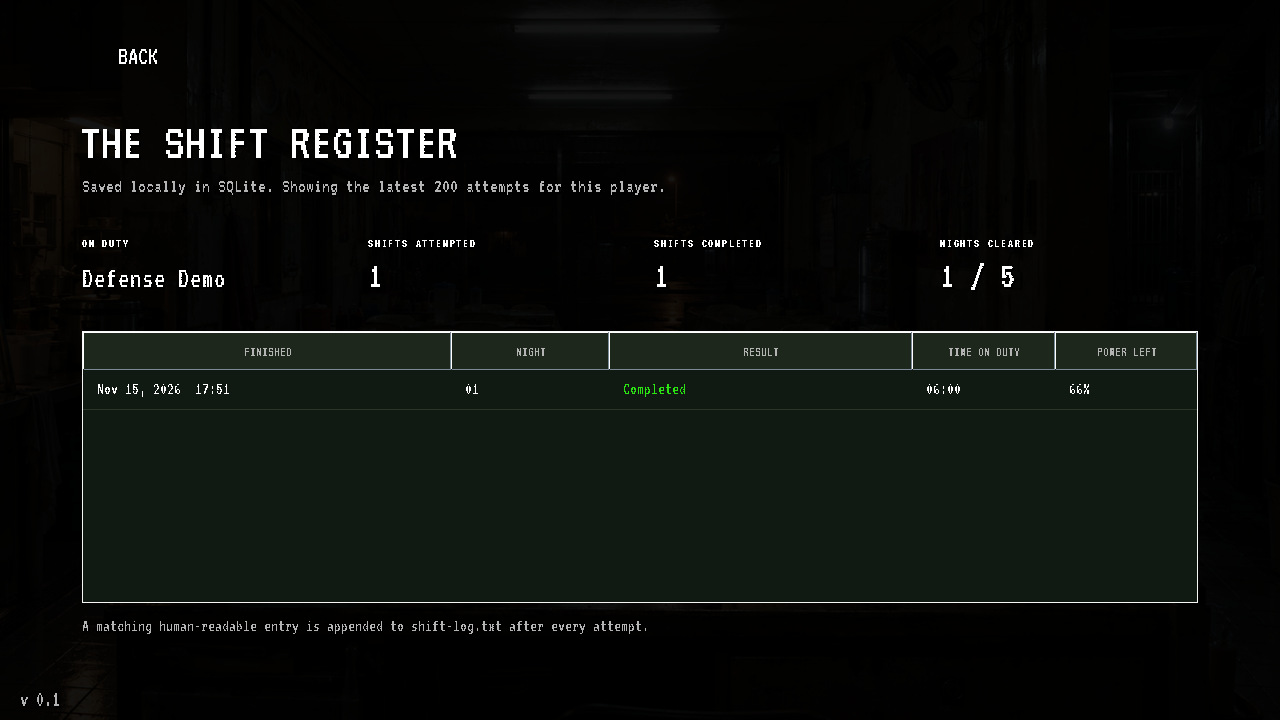 BACK
THE SHIFT REGISTER
Saved locally in SQLite. Showing the latest 200 attempts for this player.
ON DUTY SHIFTS ATTEMPTED SHIFTS COMPLETED NIGHTS CLEARED
Defense Demo 1 1 1 / 5
FINISHED NIGHT RESULT TIME ON DUTY POWER LEFT
Nov 15, 2026 17:51 01 Completed 06:00 66%
A matching human-readable entry is appended to shift-log.txt after every attempt.
v 0.1